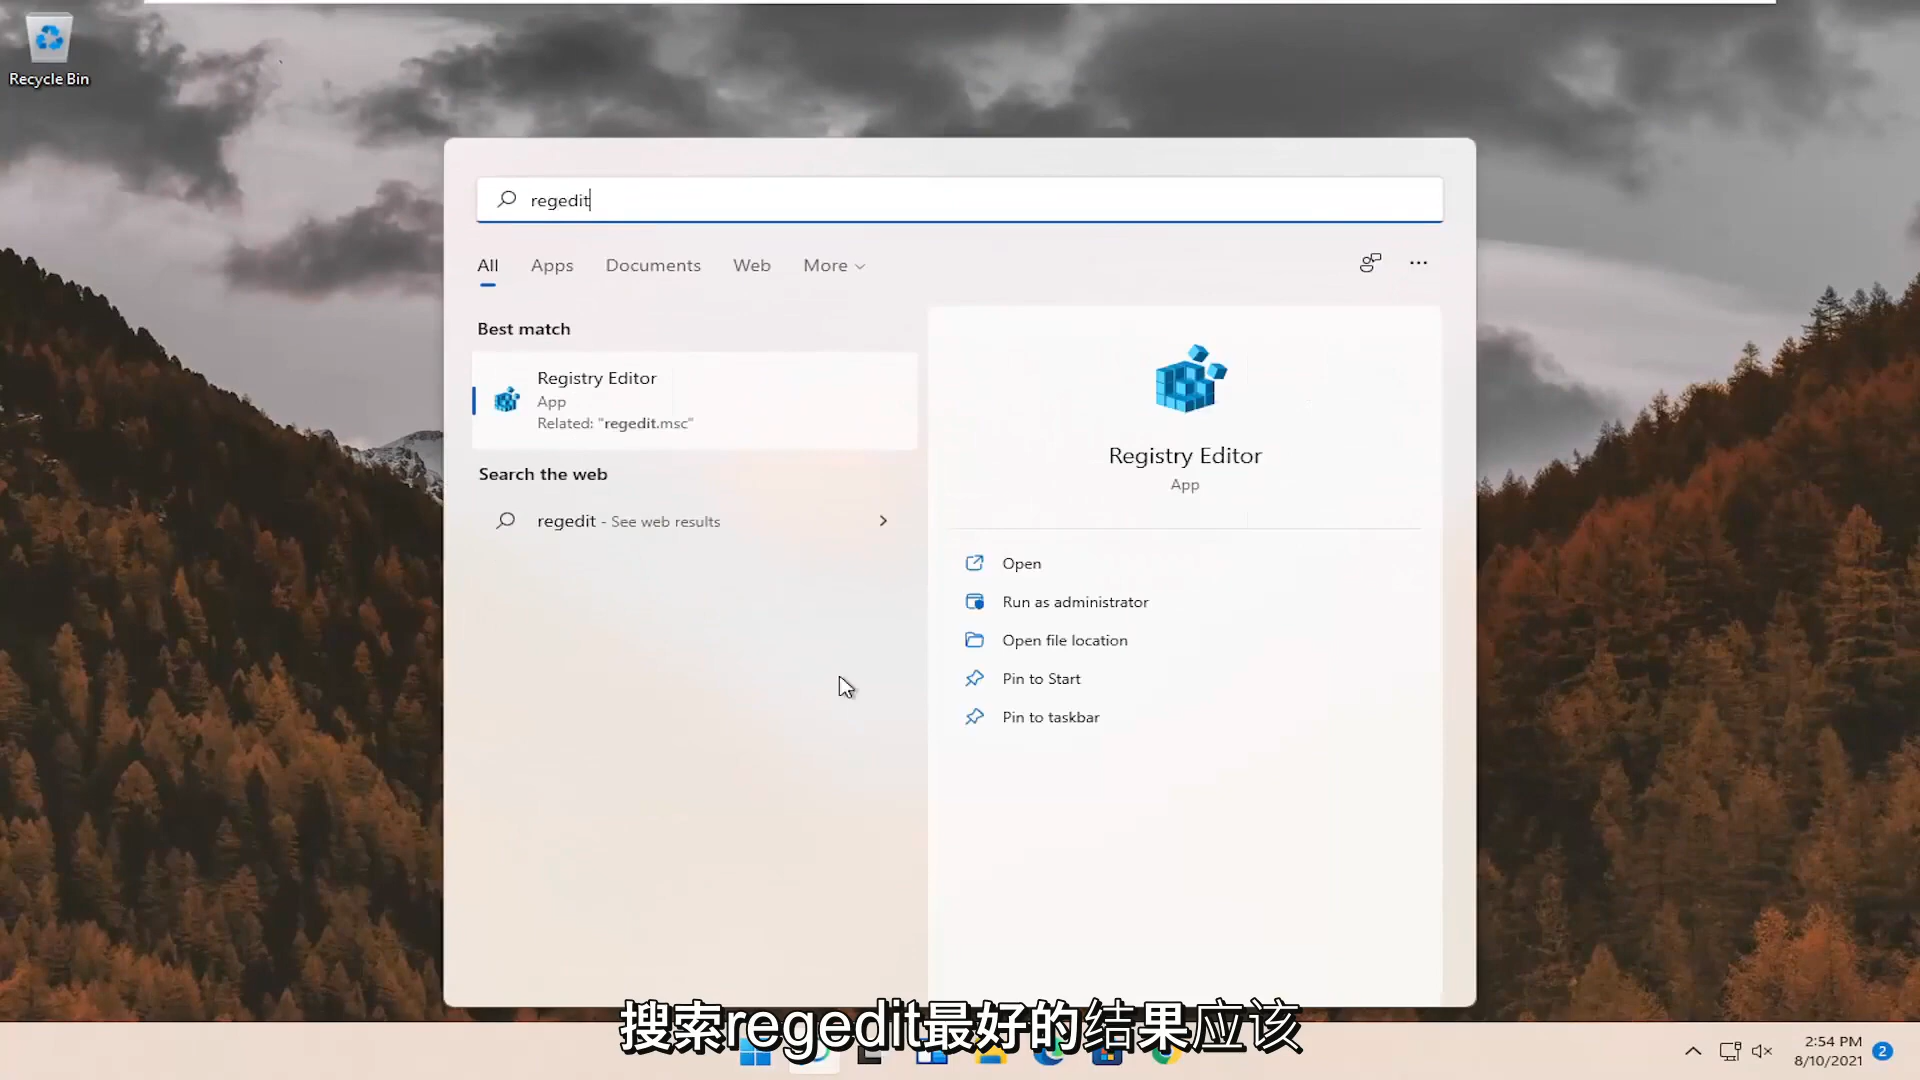 Recycle Bin
regedit
All Apps Documents Web More
Best match
Registry Editor
App
Related: "regedit.msc"
Search the web
regedit - See web results
Registry Editor
App
Open
Run as administrator
Open file location
Pin to Start
Pin to taskbar
搜索regedit最好的结果应该
2:54 PM
8/10/2021
2